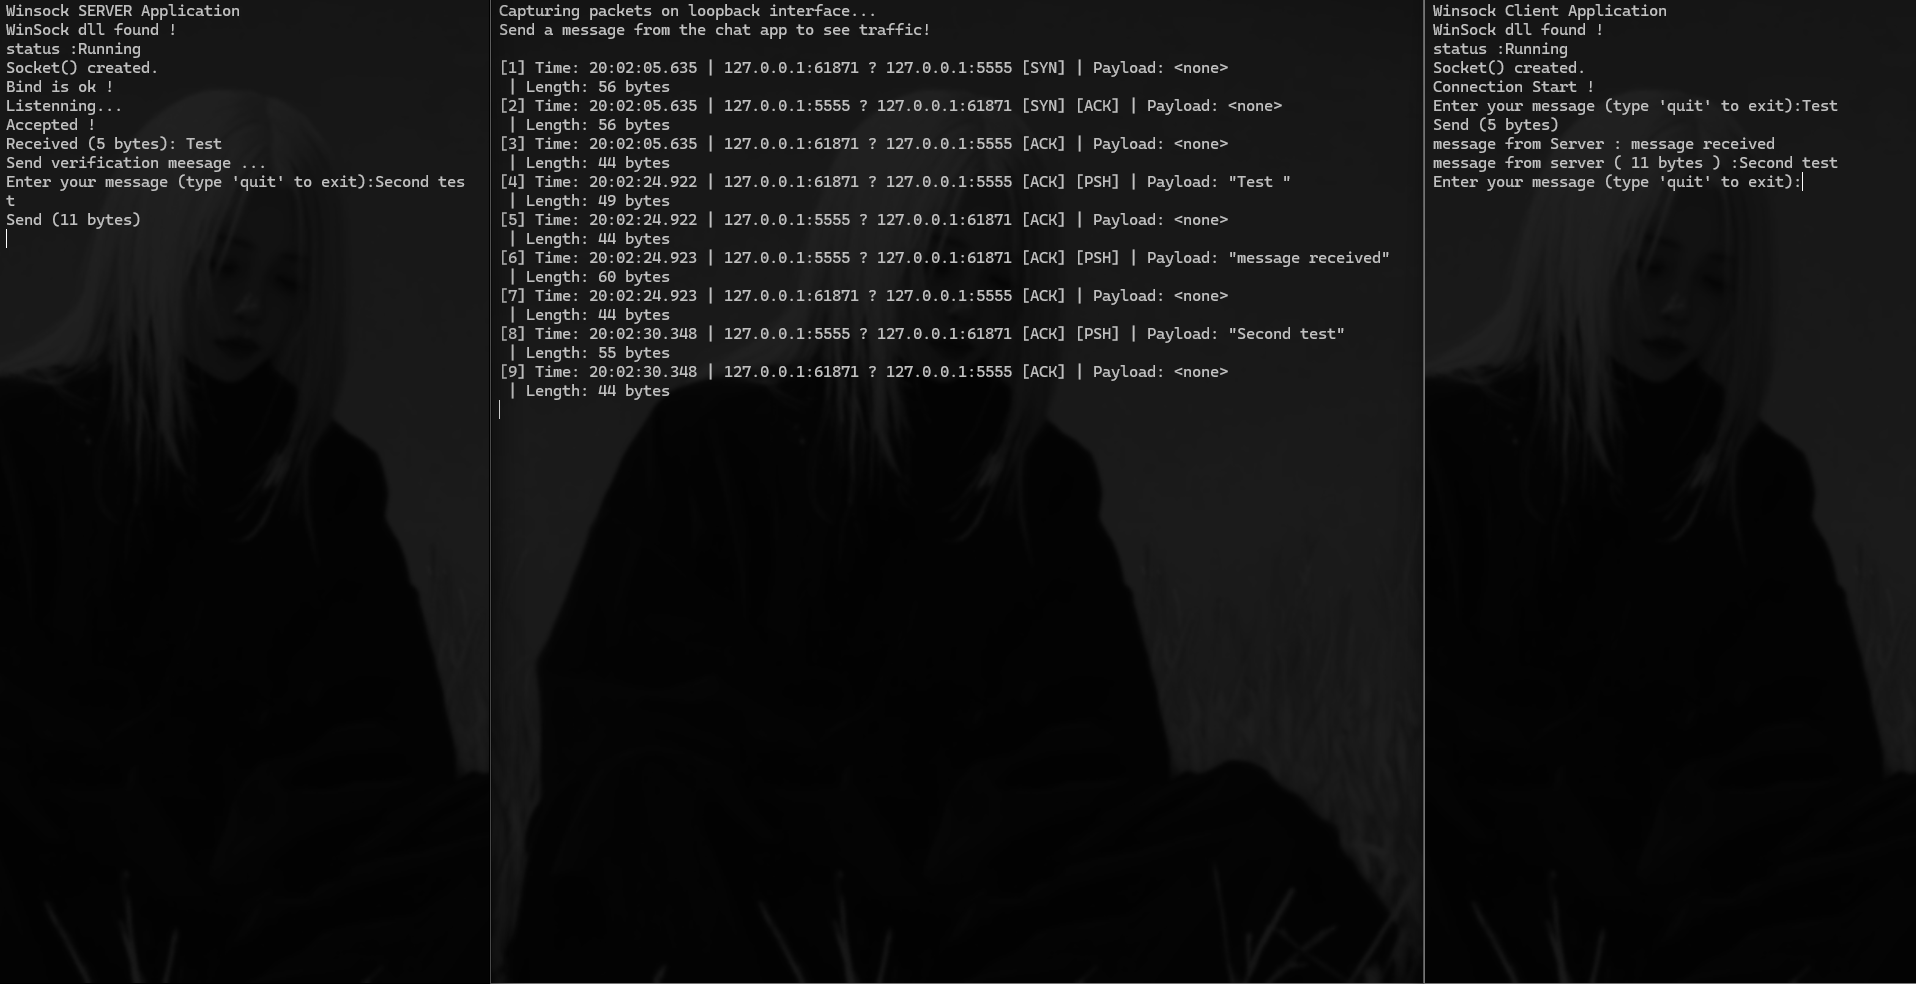 Winsock SERVER Application
WinSock dll found !
status :Running
Socket() created.
Bind is ok !
Listenning...
Accepted !
Received (5 bytes): Test
Send verification meesage ...
Enter your message (type 'quit' to exit):Second tes
t
Send (11 bytes)
Capturing packets on loopback interface...
Send a message from the chat app to see traffic!
[1] Time: 20:02:05.635 | 127.0.0.1:61871 ? 127.0.0.1:5555 [SYN] | Payload: <none>
 | Length: 56 bytes
[2] Time: 20:02:05.635 | 127.0.0.1:5555 ? 127.0.0.1:61871 [SYN] [ACK] | Payload: <none>
 | Length: 56 bytes
[3] Time: 20:02:05.635 | 127.0.0.1:61871 ? 127.0.0.1:5555 [ACK] | Payload: <none>
 | Length: 44 bytes
[4] Time: 20:02:24.922 | 127.0.0.1:61871 ? 127.0.0.1:5555 [ACK] [PSH] | Payload: "Test "
 | Length: 49 bytes
[5] Time: 20:02:24.922 | 127.0.0.1:5555 ? 127.0.0.1:61871 [ACK] | Payload: <none>
 | Length: 44 bytes
[6] Time: 20:02:24.923 | 127.0.0.1:5555 ? 127.0.0.1:61871 [ACK] [PSH] | Payload: "message received"
 | Length: 60 bytes
[7] Time: 20:02:24.923 | 127.0.0.1:61871 ? 127.0.0.1:5555 [ACK] | Payload: <none>
 | Length: 44 bytes
[8] Time: 20:02:30.348 | 127.0.0.1:5555 ? 127.0.0.1:61871 [ACK] [PSH] | Payload: "Second test"
 | Length: 55 bytes
[9] Time: 20:02:30.348 | 127.0.0.1:61871 ? 127.0.0.1:5555 [ACK] | Payload: <none>
 | Length: 44 bytes
Winsock Client Application
WinSock dll found !
status :Running
Socket() created.
Connection Start !
Enter your message (type 'quit' to exit):Test
Send (5 bytes)
message from Server : message received
message from server ( 11 bytes ) :Second test
Enter your message (type 'quit' to exit):